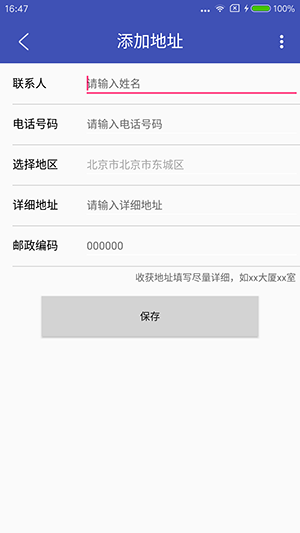 16:47
100%
添加地址
联系人 请输入姓名
电话号码 请输入电话号码
选择地区 北京市北京市东城区
详细地址 请输入详细地址
邮政编码 000000
收获地址填写尽量详细，如xx大厦xx室
保存